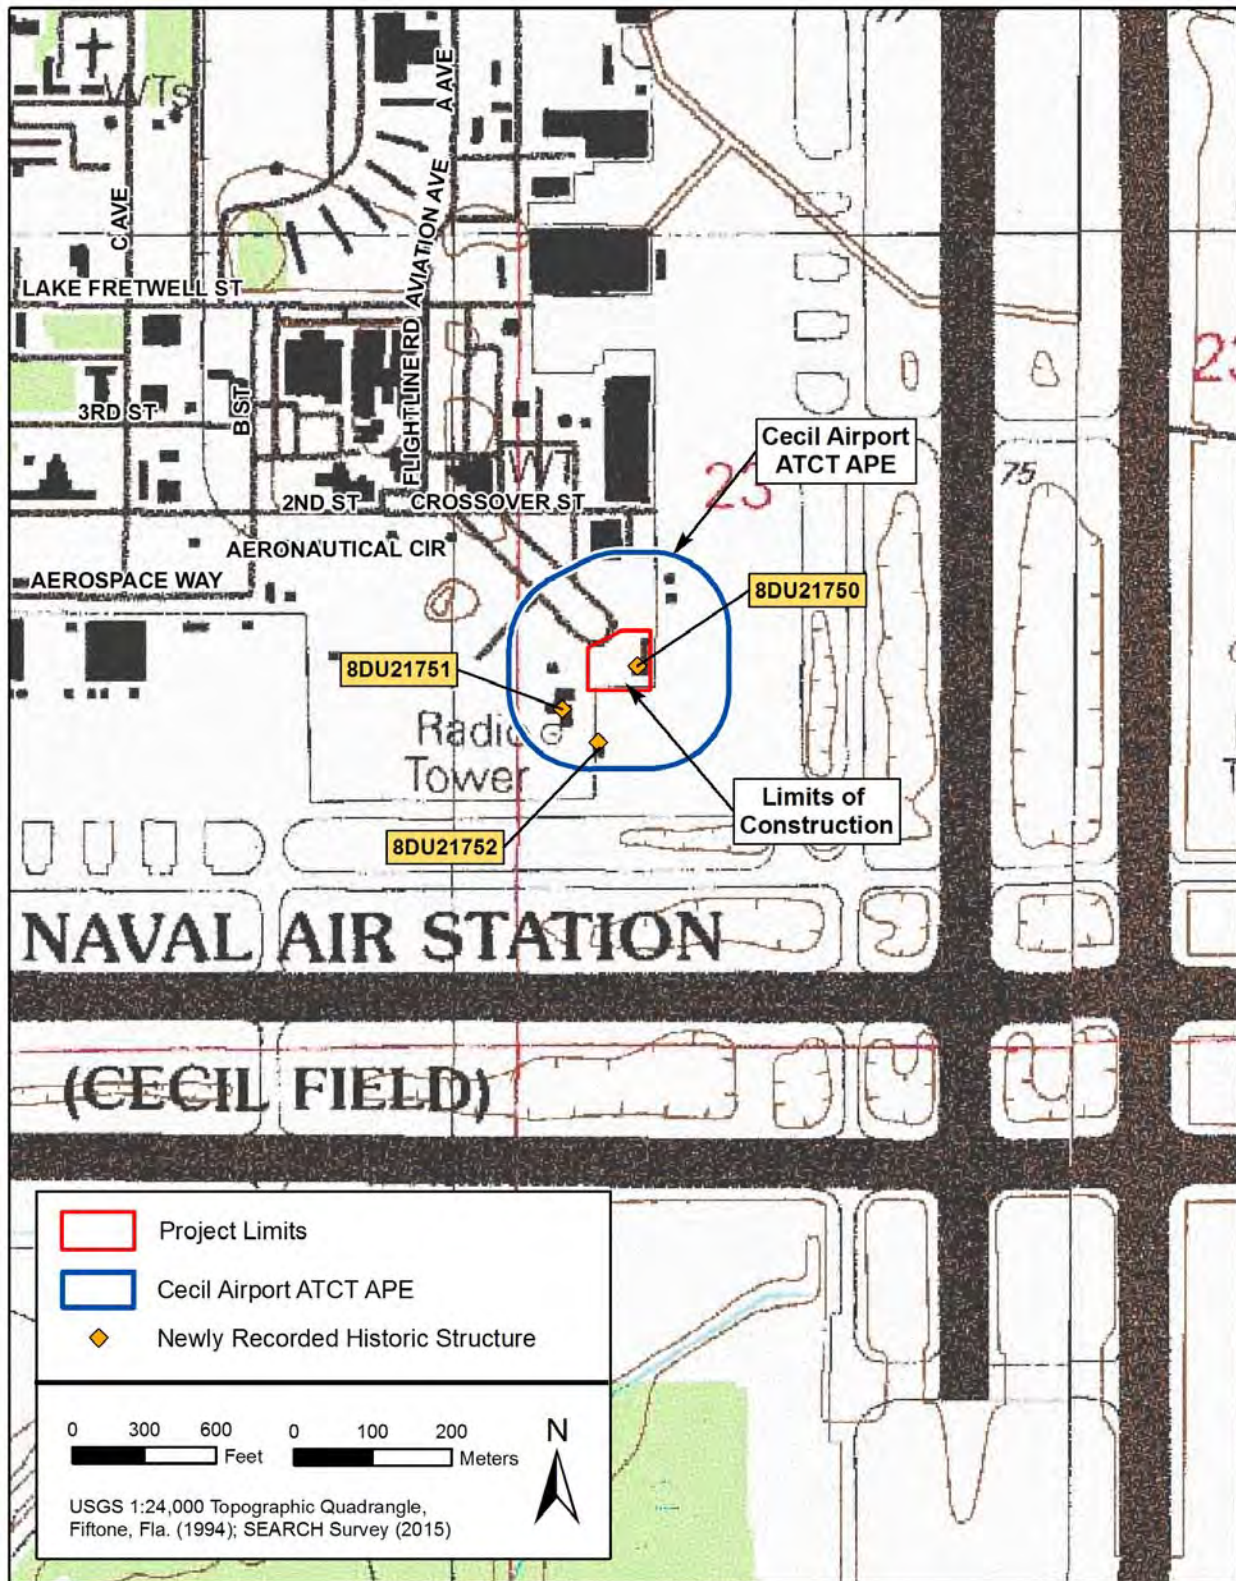 A AVE
WTs
C AVE
FLIGHTLINE RD AVIATION AVE
LAKE FRETWELL ST
B ST
3RD ST
WT
23
75
Cecil Airport
ATCT APE
2ND ST
CROSSOVER ST
AERONAUTICAL CIR
AEROSPACE WAY
8DU21750
8DU21751
Radio
Tower
8DU21752
Limits of
Construction
NAVAL AIR STATION
(CECIL FIELD)
Project Limits
Cecil Airport ATCT APE
Newly Recorded Historic Structure
0 300 600
Feet
0 100 200
Meters
N
USGS 1:24,000 Topographic Quadrangle,
Fiftone, Fla. (1994); SEARCH Survey (2015)